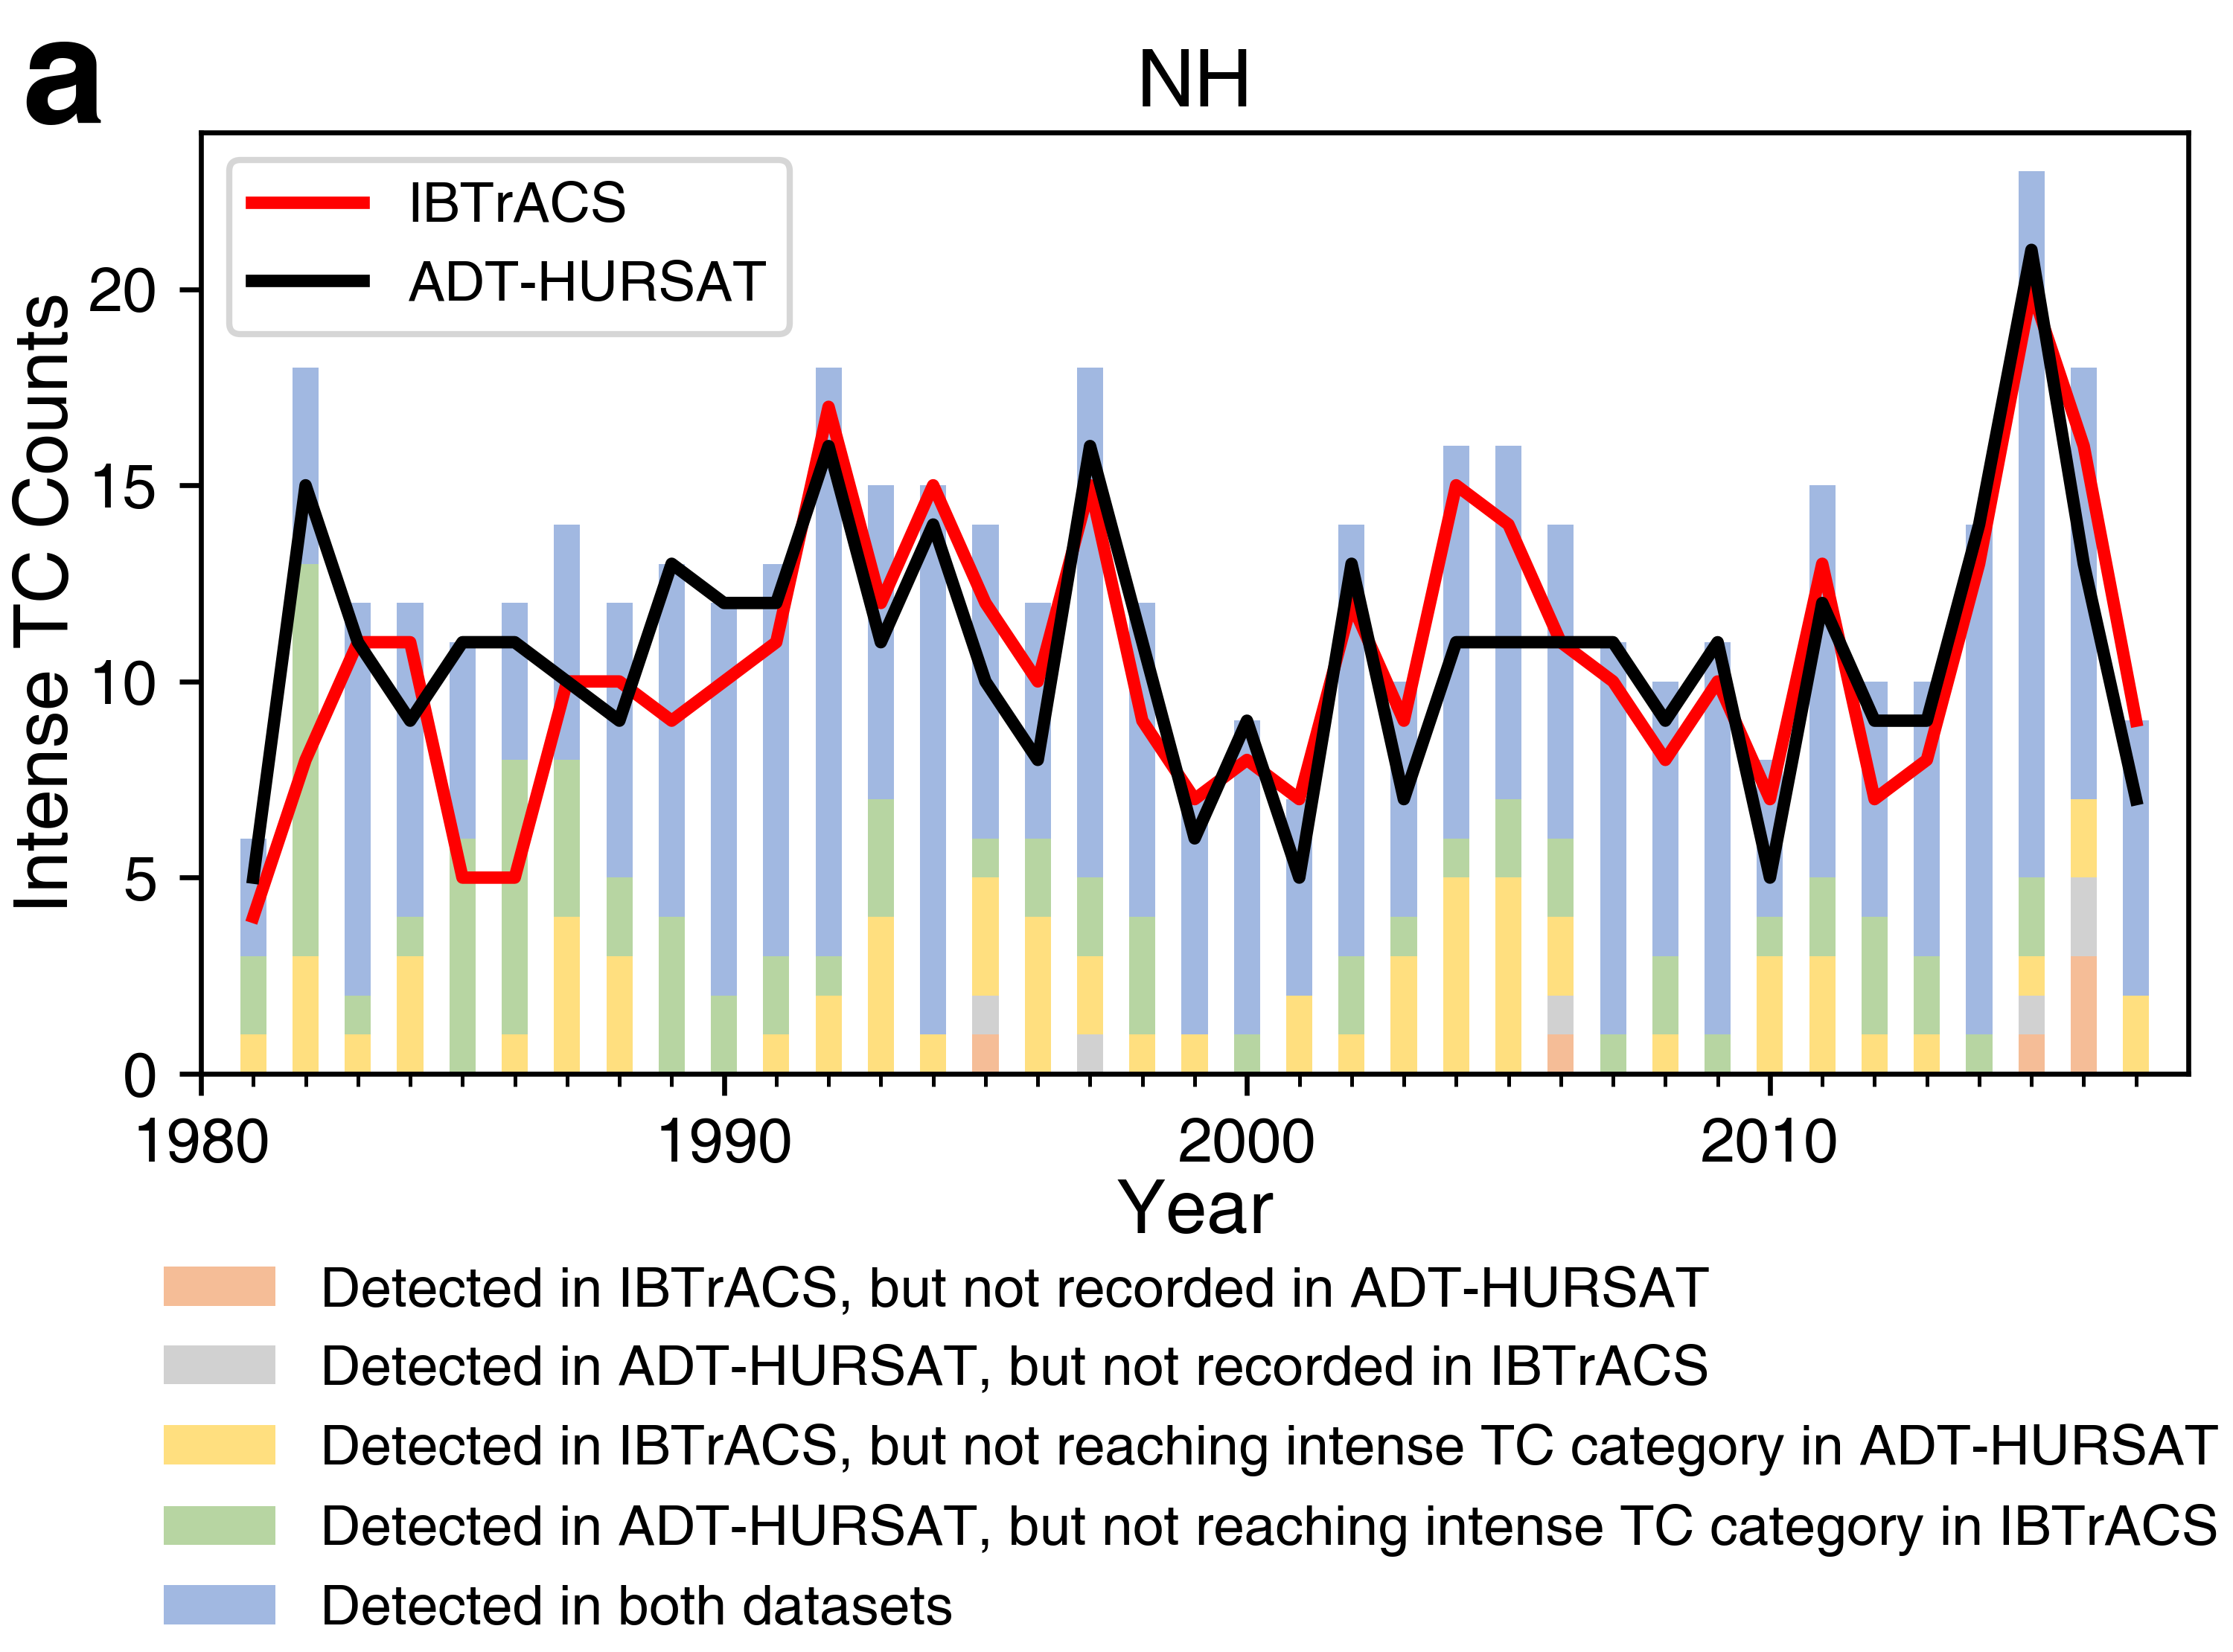 a
NH
IBTrACS
ADT-HURSAT
Intense TC Counts
20
15
10
5
0
1980 1990 2000 2010
Year
Detected in IBTrACS, but not recorded in ADT-HURSAT
Detected in ADT-HURSAT, but not recorded in IBTrACS
Detected in IBTrACS, but not reaching intense TC category in ADT-HURSAT
Detected in ADT-HURSAT, but not reaching intense TC category in IBTrACS
Detected in both datasets